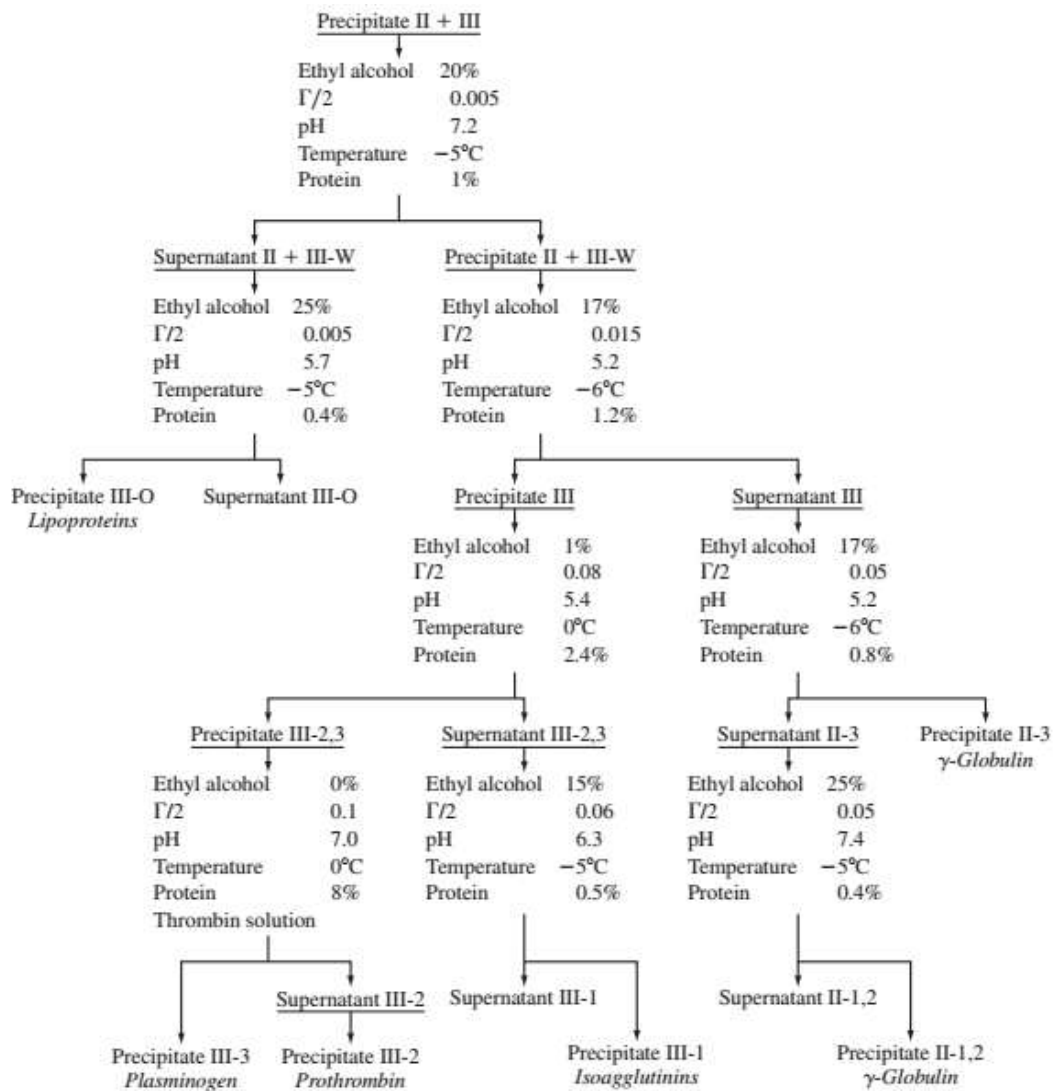 Precipitate II + III
Ethyl alcohol 20%
Γ/2 0.005
pH 7.2
Temperature −5°C
Protein 1%
Supernatant II + III-W
Ethyl alcohol 25%
Γ/2 0.005
pH 5.7
Temperature −5°C
Protein 0.4%
Precipitate II + III-W
Ethyl alcohol 17%
Γ/2 0.015
pH 5.2
Temperature −6°C
Protein 1.2%
Precipitate III-O
Lipoproteins
Supernatant III-O
Precipitate III
Ethyl alcohol 1%
Γ/2 0.08
pH 5.4
Temperature 0°C
Protein 2.4%
Supernatant III
Ethyl alcohol 17%
Γ/2 0.05
pH 5.2
Temperature −6°C
Protein 0.8%
Precipitate III-2,3
Ethyl alcohol 0%
Γ/2 0.1
pH 7.0
Temperature 0°C
Protein 8%
Thrombin solution
Supernatant III-2,3
Ethyl alcohol 15%
Γ/2 0.06
pH 6.3
Temperature −5°C
Protein 0.5%
Supernatant II-3
Ethyl alcohol 25%
Γ/2 0.05
pH 7.4
Temperature −5°C
Protein 0.4%
Precipitate II-3
γ-Globulin
Supernatant III-2
Supernatant III-1
Supernatant II-1,2
Precipitate III-3
Plasminogen
Precipitate III-2
Prothrombin
Precipitate III-1
Isoagglutinins
Precipitate II-1,2
γ-Globulin